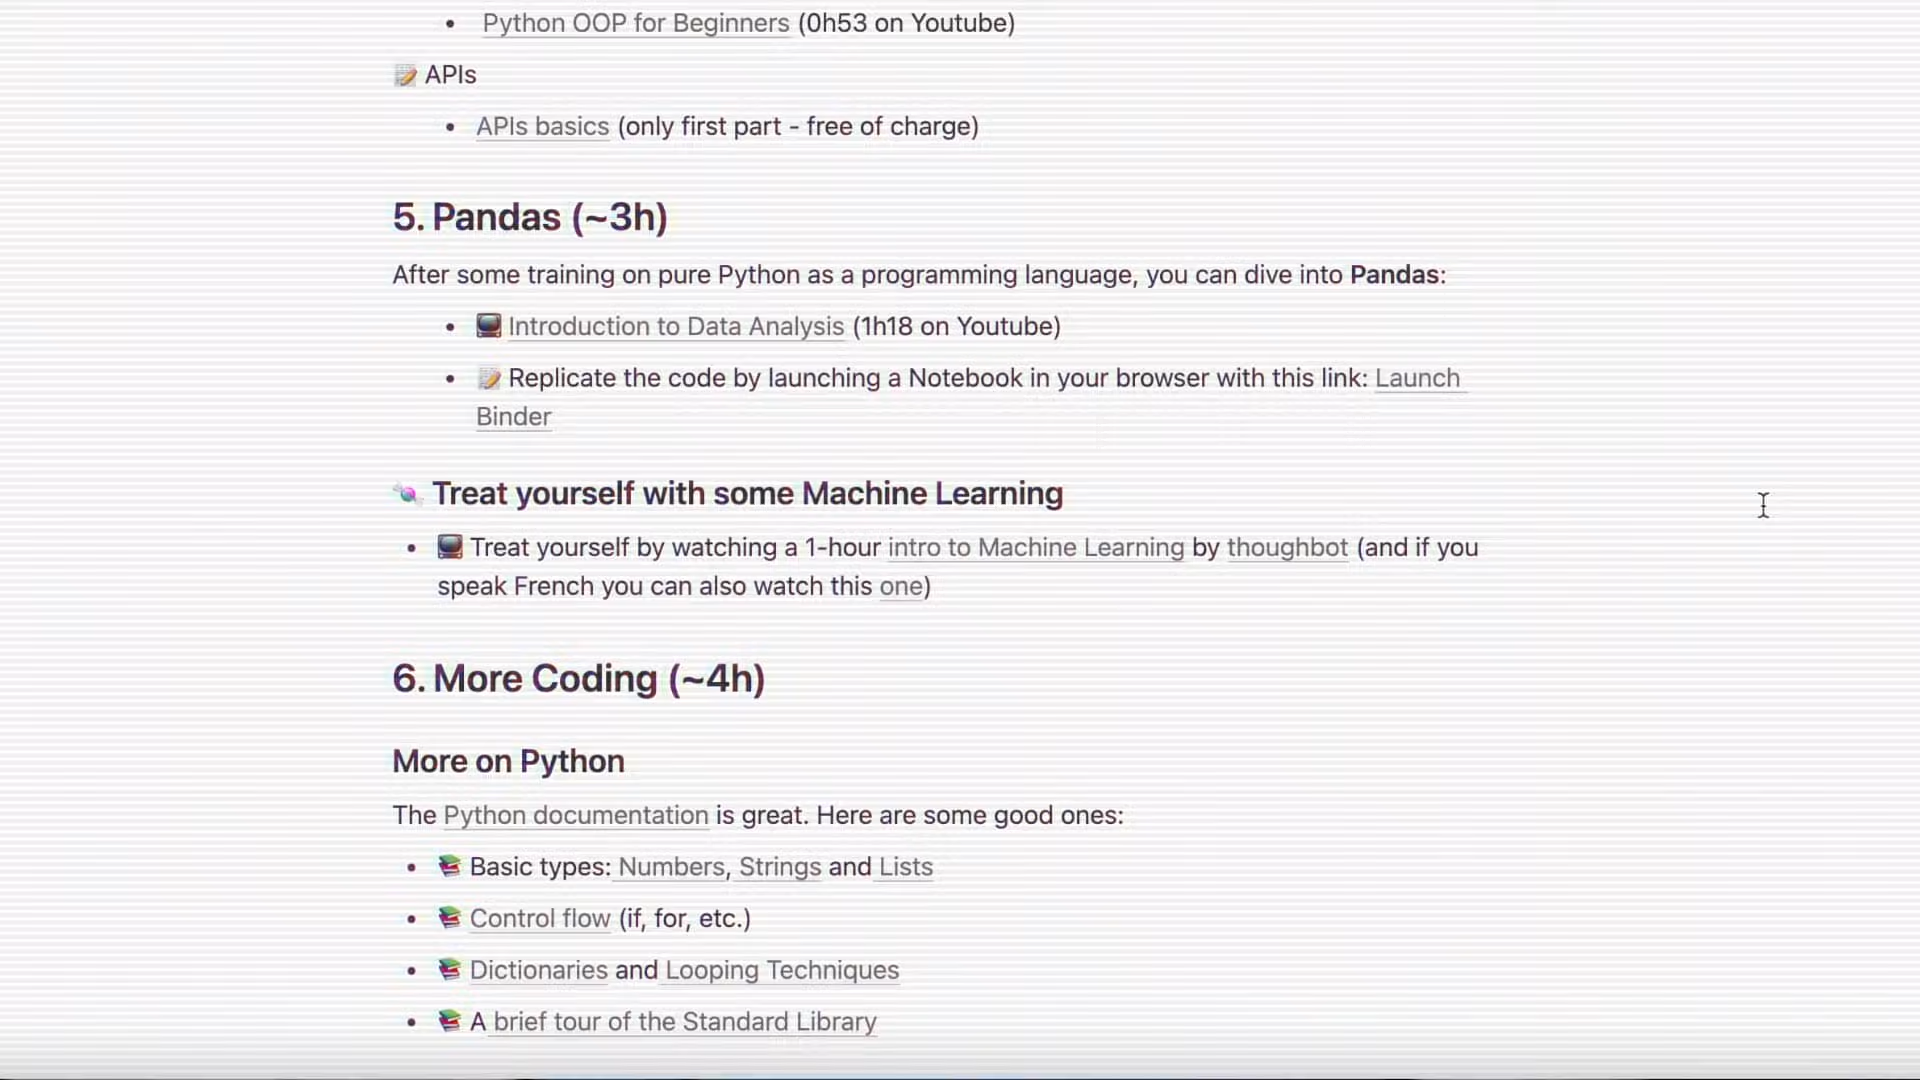 Python OOP for Beginners (0h53 on Youtube)
APIs
APIs basics (only first part - free of charge)
5. Pandas (~3h)
After some training on pure Python as a programming language, you can dive into Pandas:
Introduction to Data Analysis (1h18 on Youtube)
Replicate the code by launching a Notebook in your browser with this link: Launch
Binder
Treat yourself with some Machine Learning
Treat yourself by watching a 1-hour intro to Machine Learning by thoughbot (and if you
speak French you can also watch this one)
6. More Coding (~4h)
More on Python
The Python documentation is great. Here are some good ones:
Basic types: Numbers, Strings and Lists
Control flow (if, for, etc.)
Dictionaries and Looping Techniques
A brief tour of the Standard Library